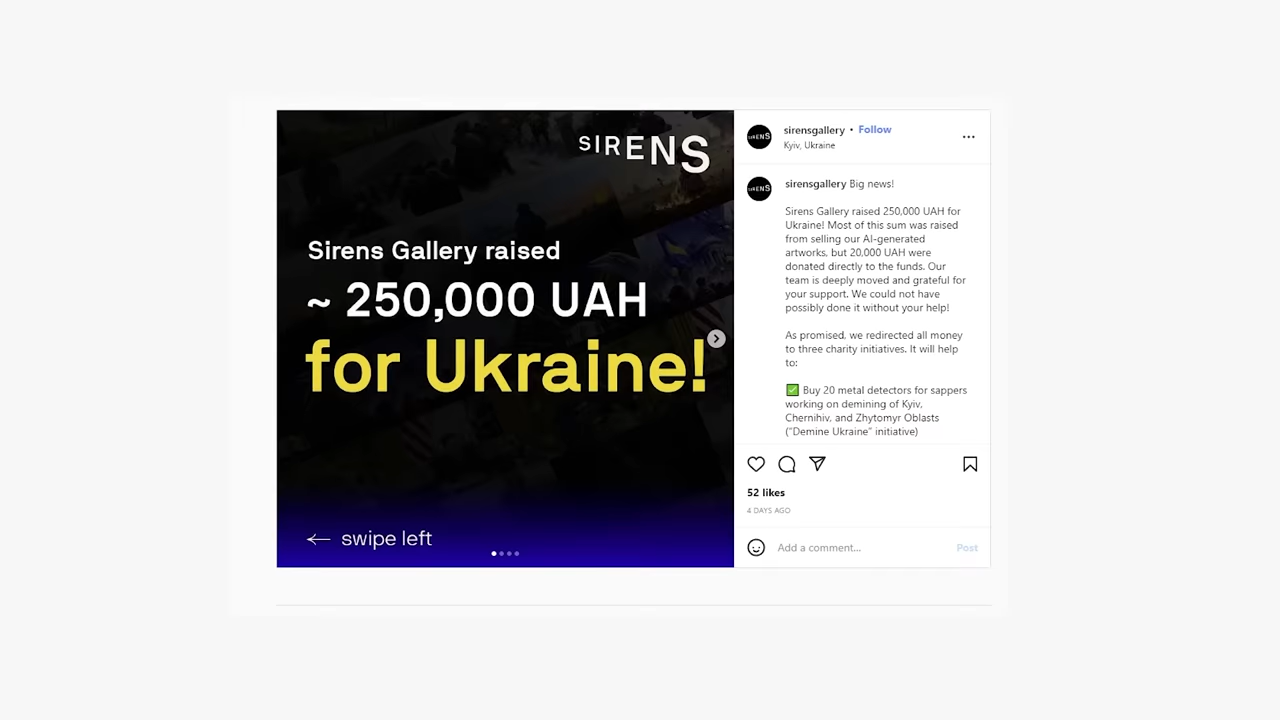 SIRENS
Sirens Gallery raised
~ 250,000 UAH
for Ukraine!
← swipe left
SIRENS
sirensgallery • Follow
Kyiv, Ukraine
SIRENS
sirensgallery Big news!
Sirens Gallery raised 250,000 UAH for
Ukraine! Most of this sum was raised
from selling our AI-generated
artworks, but 20,000 UAH were
donated directly to the funds. Our
team is deeply moved and grateful for
your support. We could not have
possibly done it without your help!
As promised, we redirected all money
to three charity initiatives. It will help
to:
✅ Buy 20 metal detectors for sappers
working on demining of Kyiv,
Chernihiv, and Zhytomyr Oblasts
("Demine Ukraine" initiative)
52 likes
4 DAYS AGO
Add a comment...
Post